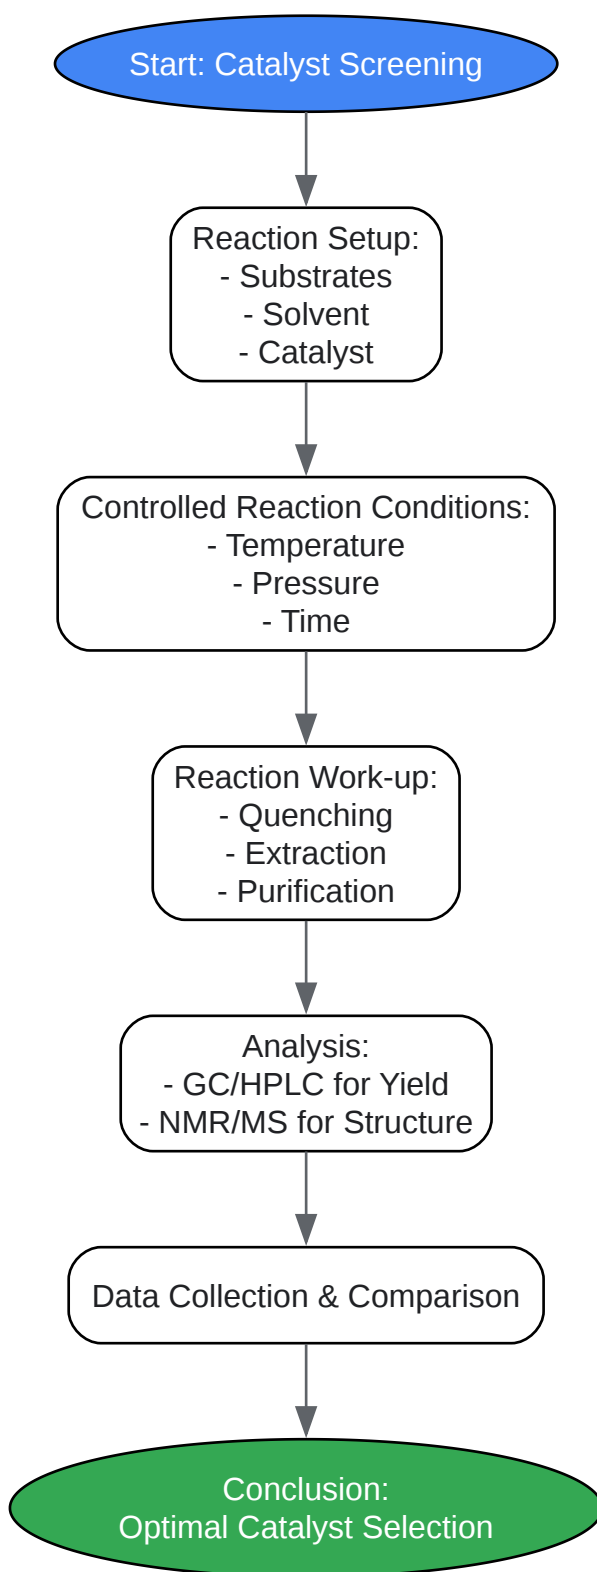 Start: Catalyst Screening
Reaction Setup:
- Substrates
- Solvent
- Catalyst
Controlled Reaction Conditions:
- Temperature
- Pressure
- Time
Reaction Work-up:
- Quenching
- Extraction
- Purification
Analysis:
- GC/HPLC for Yield
- NMR/MS for Structure
Data Collection & Comparison
Conclusion:
Optimal Catalyst Selection